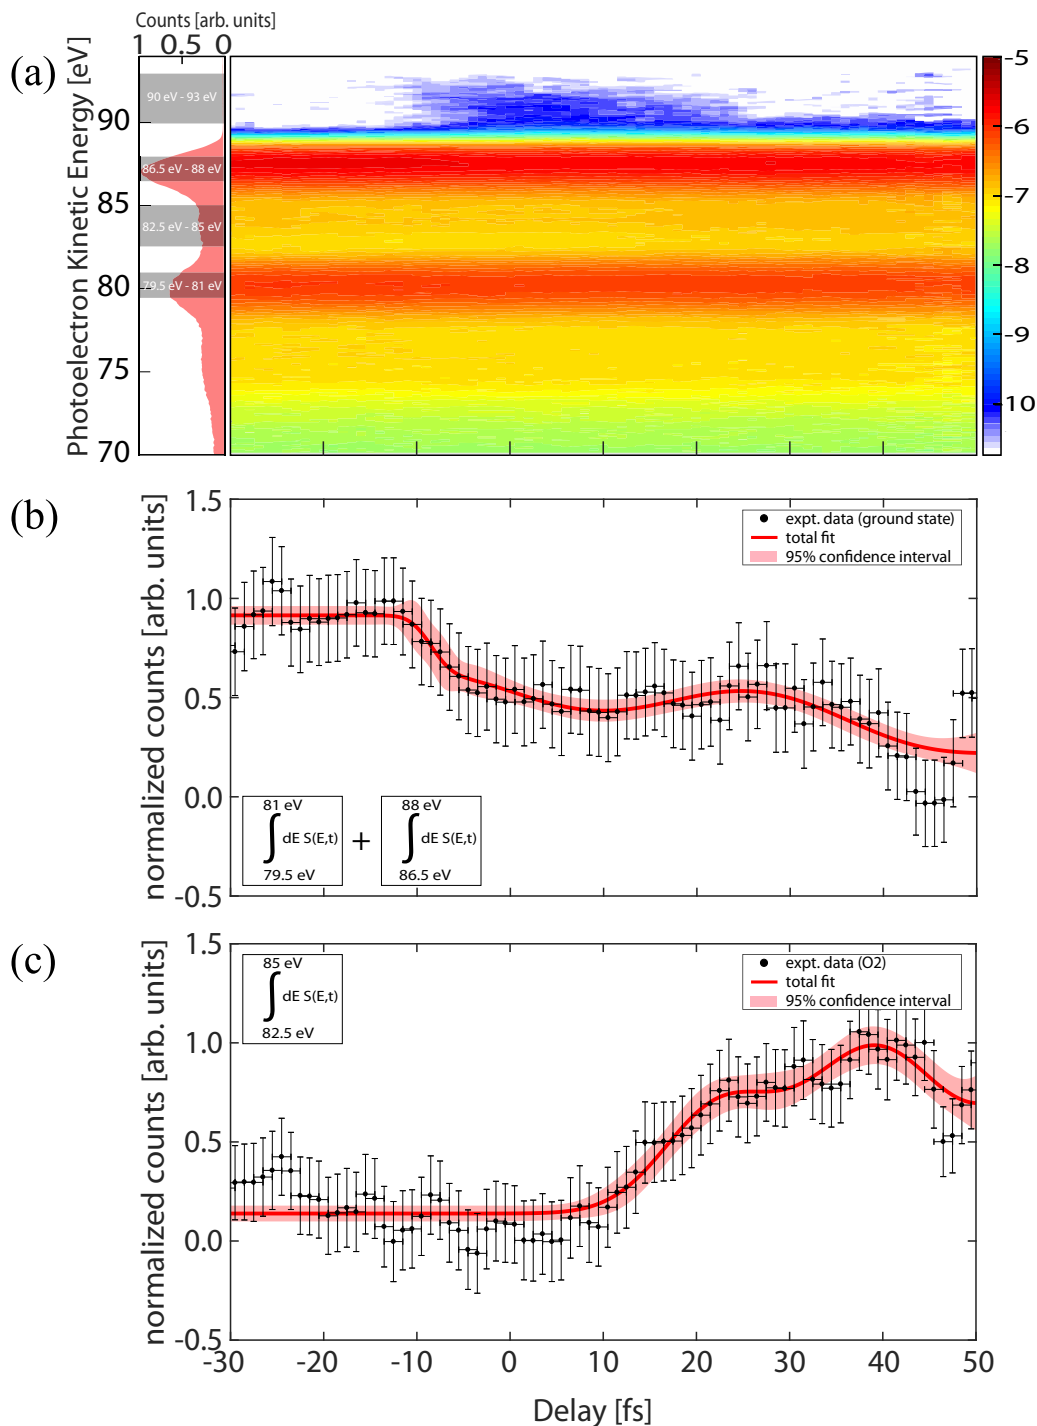 Counts [arb. units]
1 0.5 0
(a)
Photoelectron Kinetic Energy [eV]
90
85
80
75
70
90 eV - 93 eV
86.5 eV - 88 eV
82.5 eV - 85 eV
79.5 eV - 81 eV
-5
-6
-7
-8
-9
10
(b)
normalized counts [arb. units]
1.5
1.0
0.5
0.0
-0.5
expt. data (ground state)
total fit
95% confidence interval
81 eV
∫ dE S(E,t)
79.5 eV
+
88 eV
∫ dE S(E,t)
86.5 eV
(c)
normalized counts [arb. units]
1.5
1.0
0.5
0.0
-0.5
85 eV
∫ dE S(E,t)
82.5 eV
expt. data (O2)
total fit
95% confidence interval
-30 -20 -10 0 10 20 30 40 50
Delay [fs]